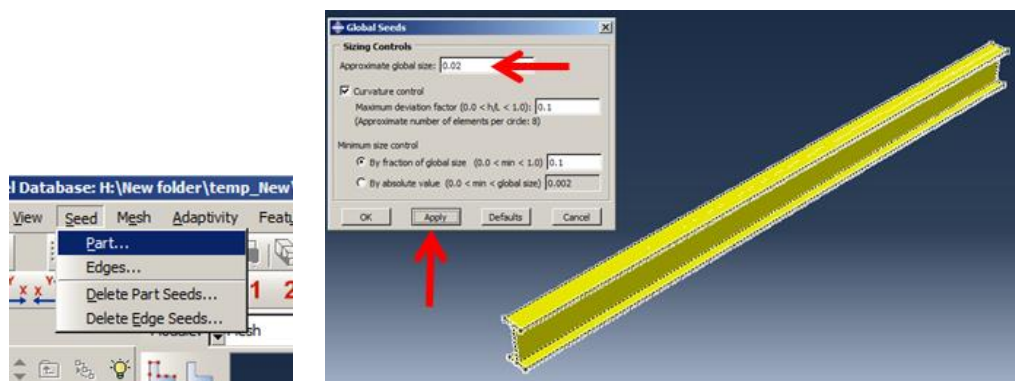 l Database: H:\New folder\temp_New
View Seed Mesh Adaptivity Featu
Part...
Edges...
Delete Part Seeds...
Delete Edge Seeds...
Y Y
X X
1 2
Global Seeds
Sizing Controls
Approximate global size: 0.02
Curvature control
Maximum deviation factor (0.0 < h/L < 1.0): 0.1
(Approximate number of elements per circle: 8)
Minimum size control
By fraction of global size (0.0 < min < 1.0) 0.1
By absolute value (0.0 < min < global size) 0.002
OK Apply Defaults Cancel